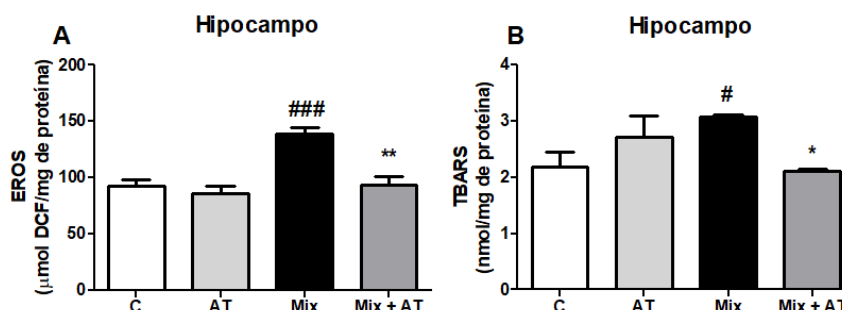 A
Hipocampo
EROS
(µmol DCF/mg de proteína)
200
150
100
50
0
###
**
C AT Mix Mix + AT
B
Hipocampo
TBARS
(nmol/mg de proteína)
4
3
2
1
0
#
*
C AT Mix Mix + AT